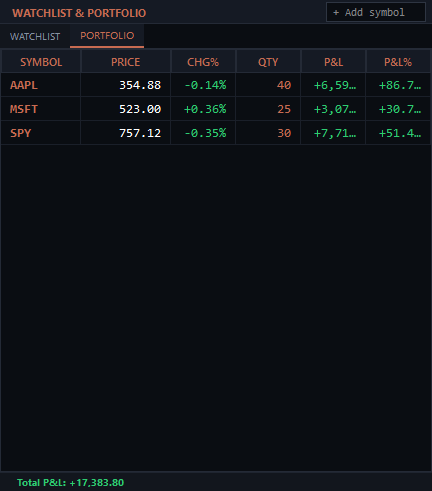 WATCHLIST & PORTFOLIO + Add symbol
WATCHLIST PORTFOLIO
SYMBOL PRICE CHG% QTY P&L P&L%
AAPL 354.88 -0.14% 40 +6,59… +86.7…
MSFT 523.00 +0.36% 25 +3,07… +30.7…
SPY 757.12 -0.35% 30 +7,71… +51.4…
Total P&L: +17,383.80